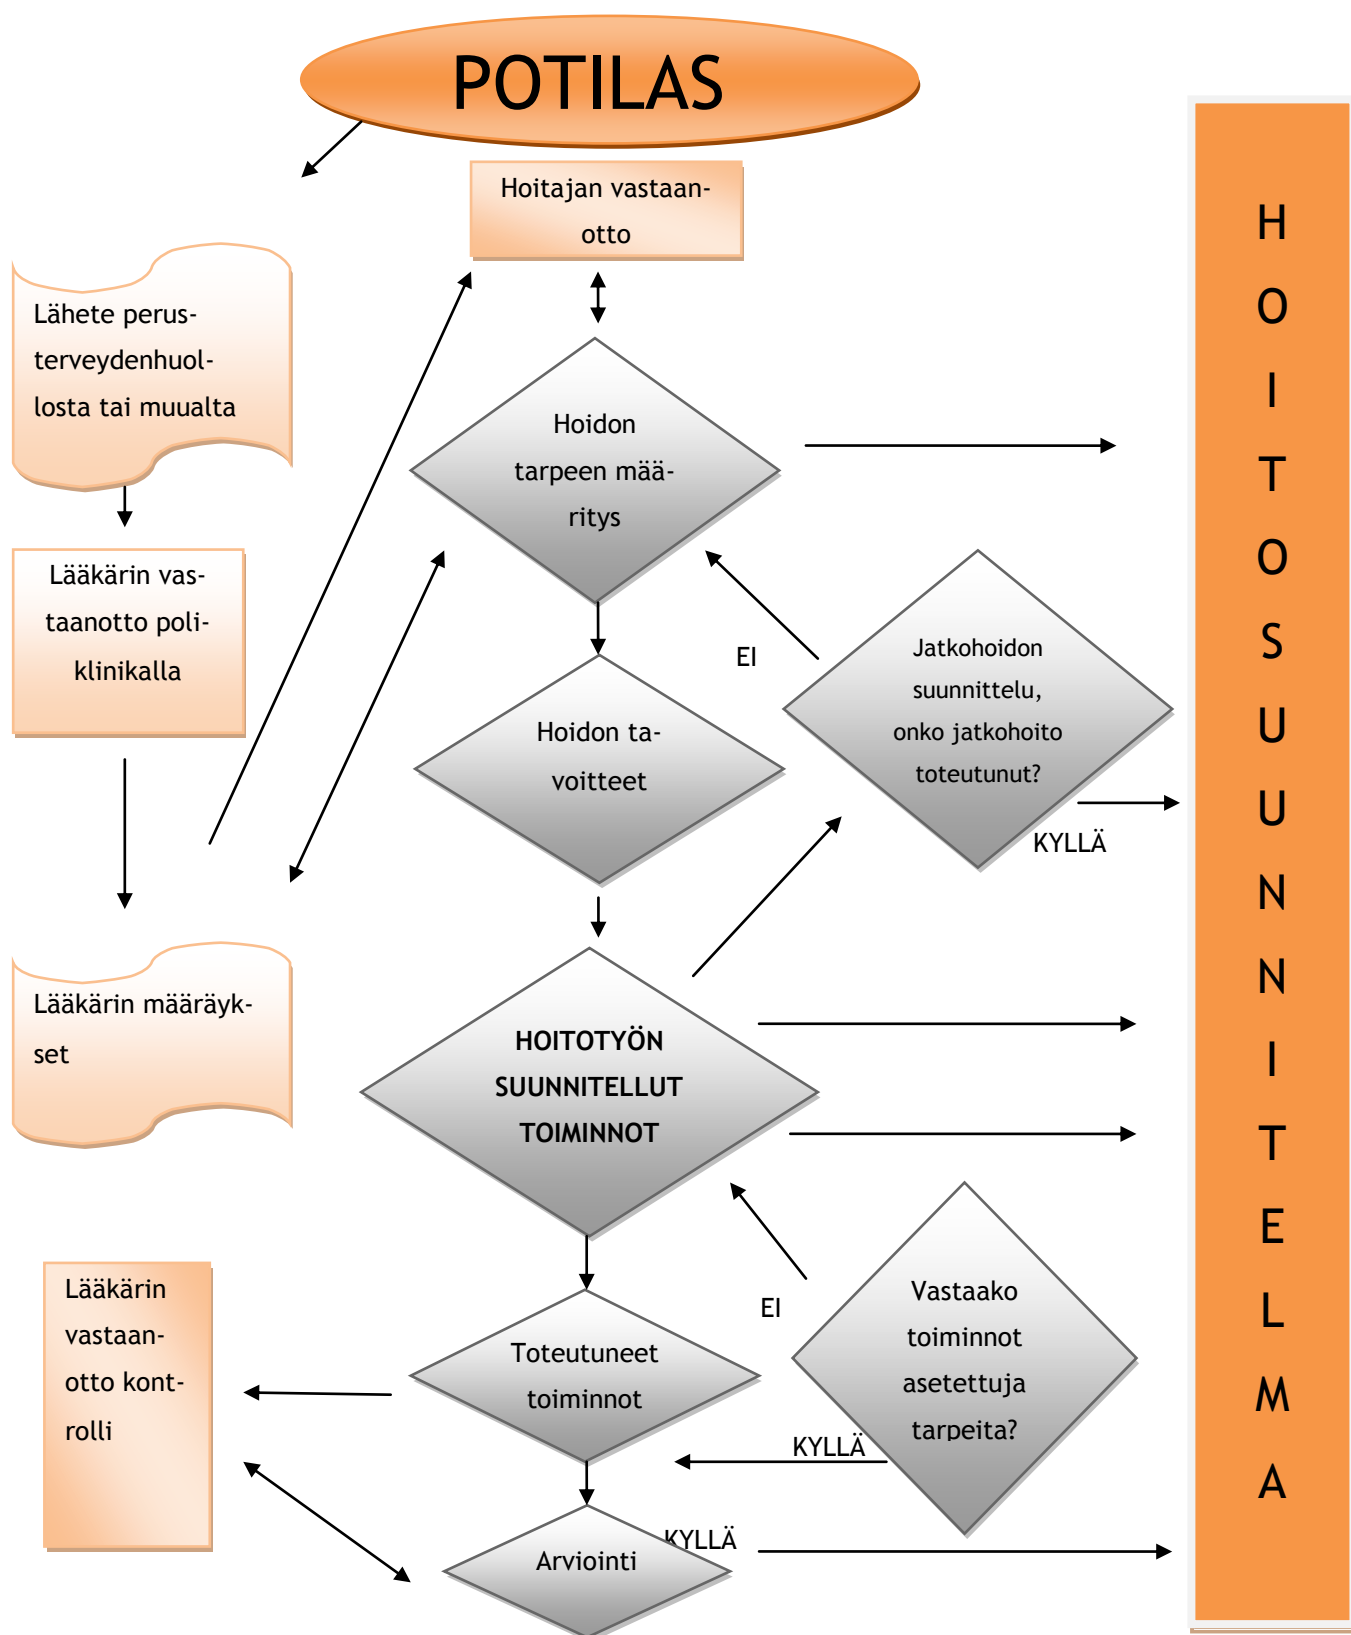 POTILAS
Hoitajan vastaan-
otto
Lähete perus-
terveydenhuol-
losta tai muualta
Hoidon
tarpeen mää-
ritys
Lääkärin vas-
taanotto poli-
klinikalla
EI
Jatkohoidon
suunnittelu,
onko jatkohoito
toteutunut?
KYLLÄ
Hoidon ta-
voitteet
Lääkärin määräyk-
set
HOITOTYÖN
SUUNNITELLUT
TOIMINNOT
Lääkärin
vastaan-
otto kont-
rolli
EI
Vastaako
toiminnot
asetettuja
tarpeita?
KYLLÄ
Toteutuneet
toiminnot
Arviointi
KYLLÄ
H
O
I
T
O
S
U
U
N
N
I
T
E
L
M
A